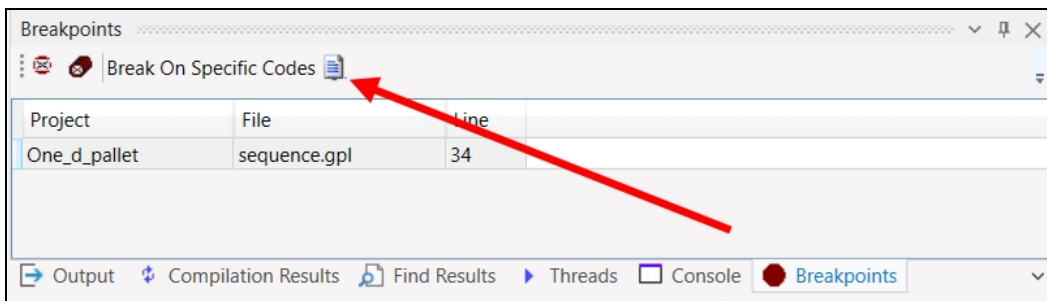 Breakpoints
Break On Specific Codes
Project File Line
One_d_pallet sequence.gpl 34
Output Compilation Results Find Results Threads Console Breakpoints